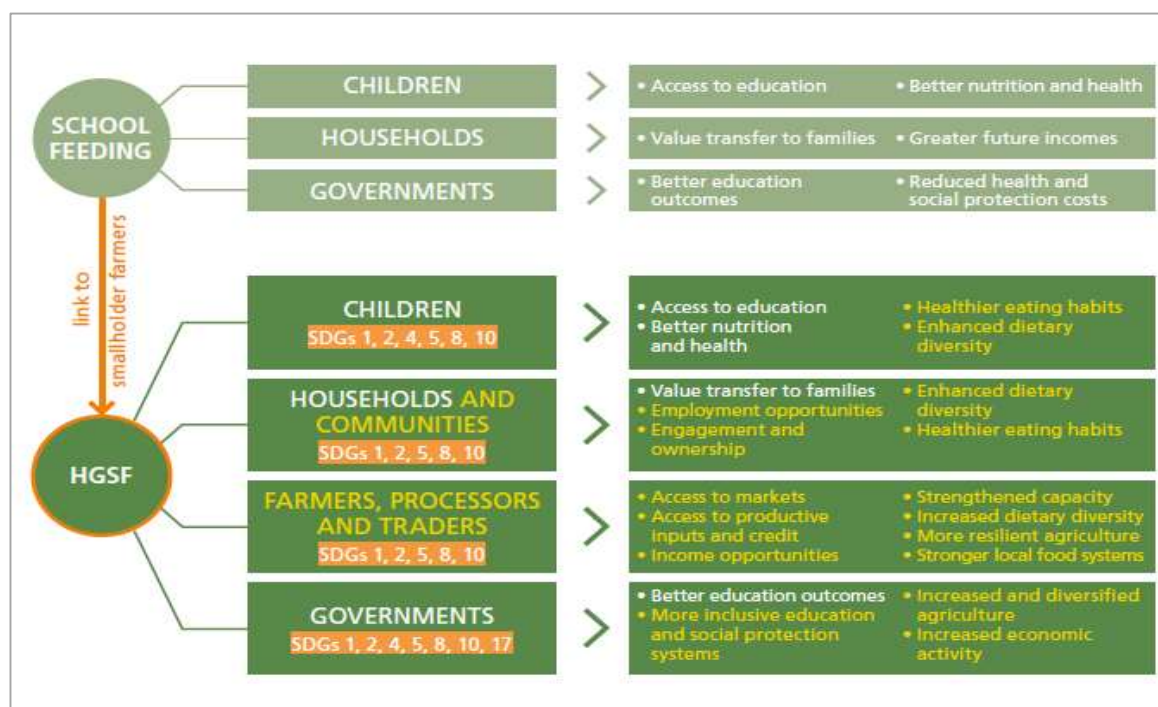 SCHOOL
FEEDING
CHILDREN
• Access to education
• Better nutrition and health
HOUSEHOLDS
• Value transfer to families
• Greater future incomes
GOVERNMENTS
• Better education
outcomes
• Reduced health and
social protection costs
link to
smallholder farmers
HGSF
CHILDREN
SDGs 1, 2, 4, 5, 8, 10
• Access to education
• Better nutrition
and health
• Healthier eating habits
• Enhanced dietary
diversity
HOUSEHOLDS AND
COMMUNITIES
SDGs 1, 2, 5, 8, 10
• Value transfer to families
• Employment opportunities
• Engagement and
ownership
• Enhanced dietary
diversity
• Healthier eating habits
FARMERS, PROCESSORS
AND TRADERS
SDGs 1, 2, 5, 8, 10
• Access to markets
• Access to productive
inputs and credit
• Income opportunities
• Strengthened capacity
• Increased dietary diversity
• More resilient agriculture
• Stronger local food systems
GOVERNMENTS
SDGs 1, 2, 4, 5, 8, 10, 17
• Better education outcomes
• More inclusive education
and social protection
systems
• Increased and diversified
agriculture
• Increased economic
activity